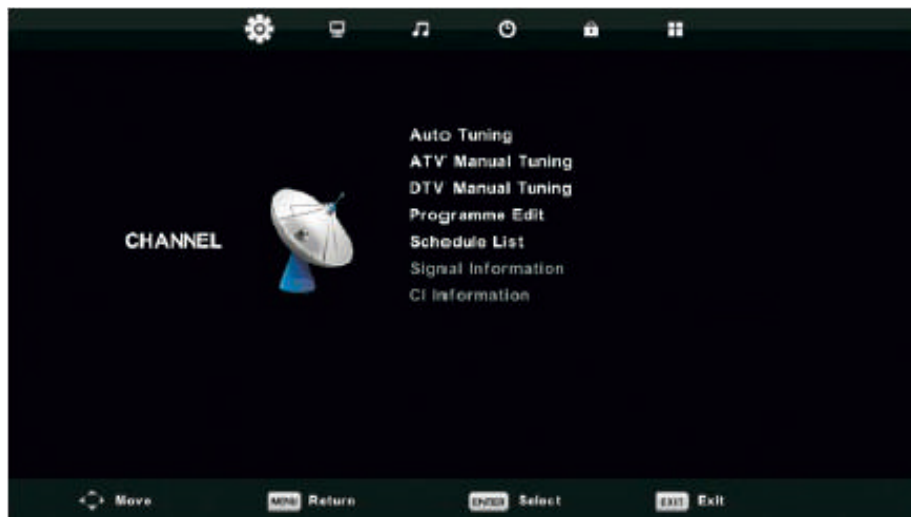 Auto Tuning
ATV Manual Tuning
DTV Manual Tuning
Programme Edit
CHANNEL
Schedule List
Signal Information
CI Information
Move MENU Return ENTER Select EXIT Exit